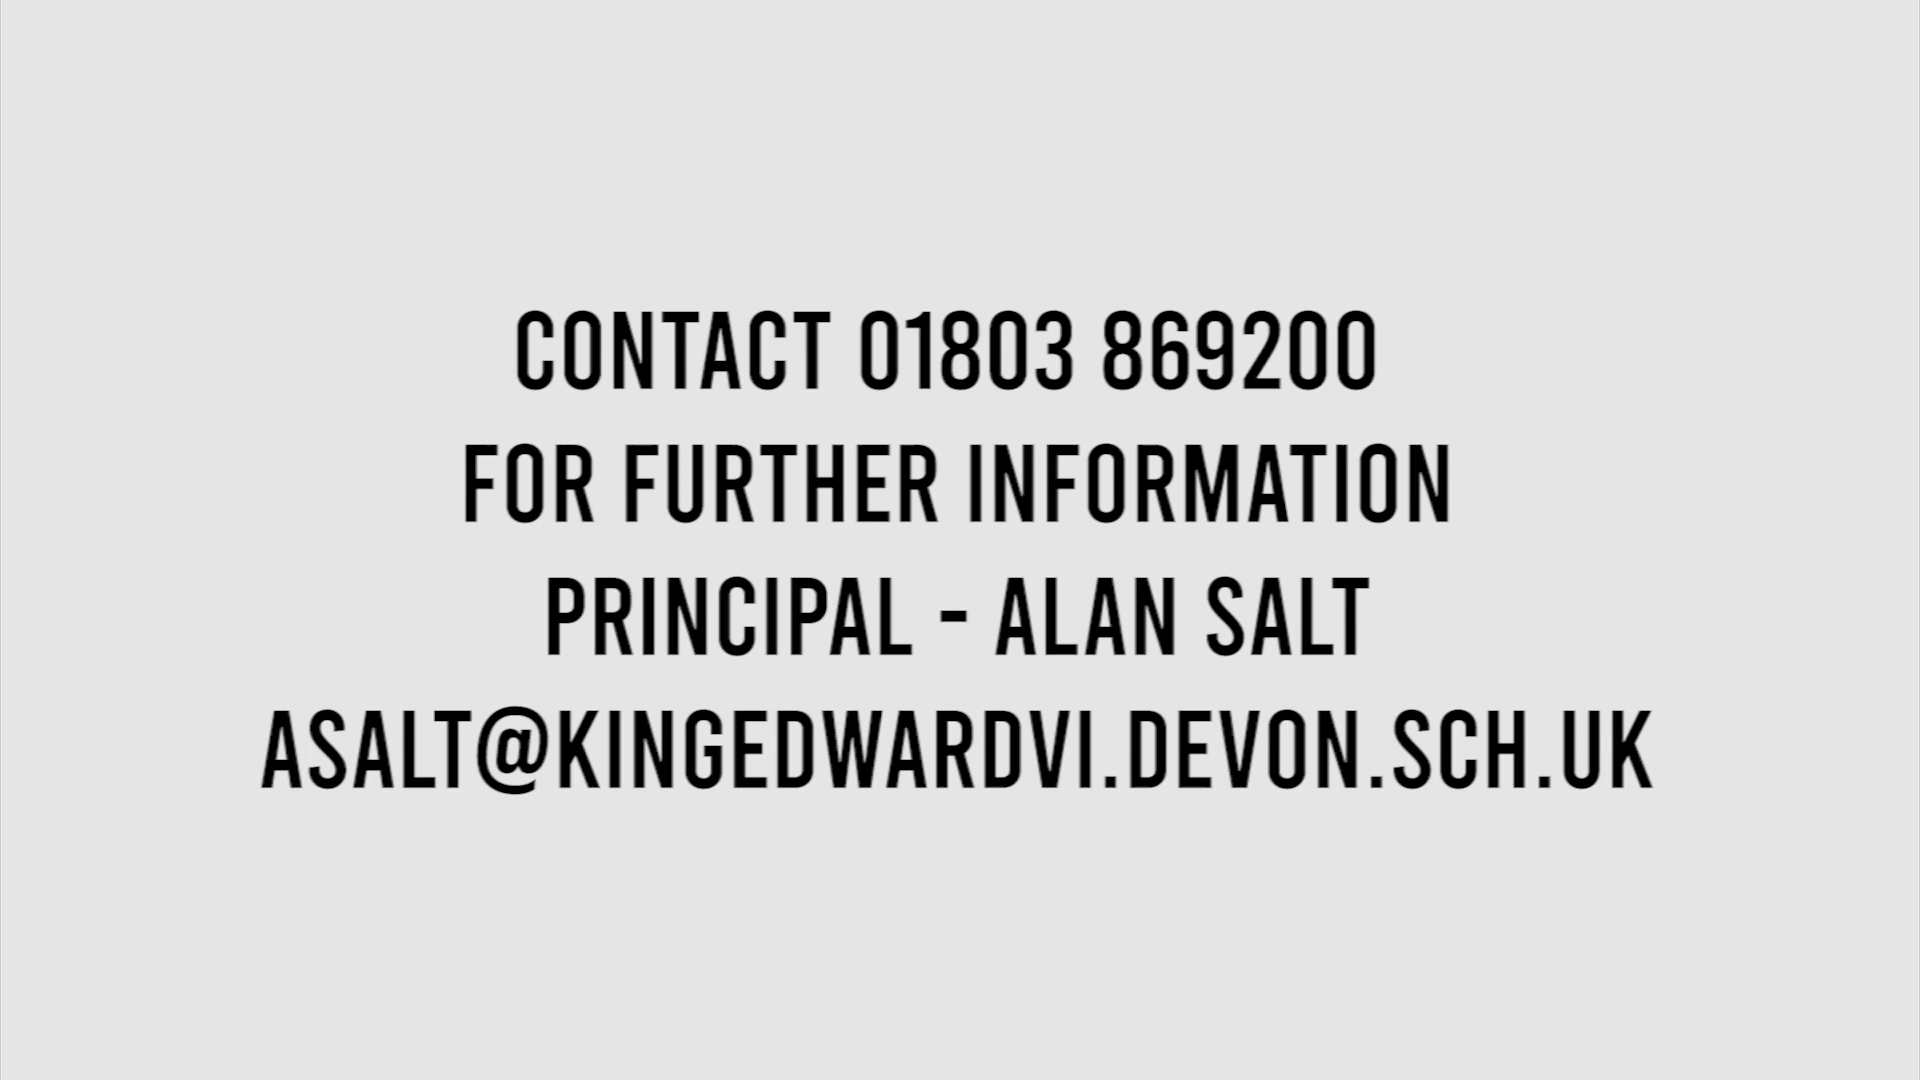 CONTACT 01803 869200
FOR FURTHER INFORMATION
PRINCIPAL - ALAN SALT
ASALT@KINGEDWARDVI.DEVON.SCH.UK